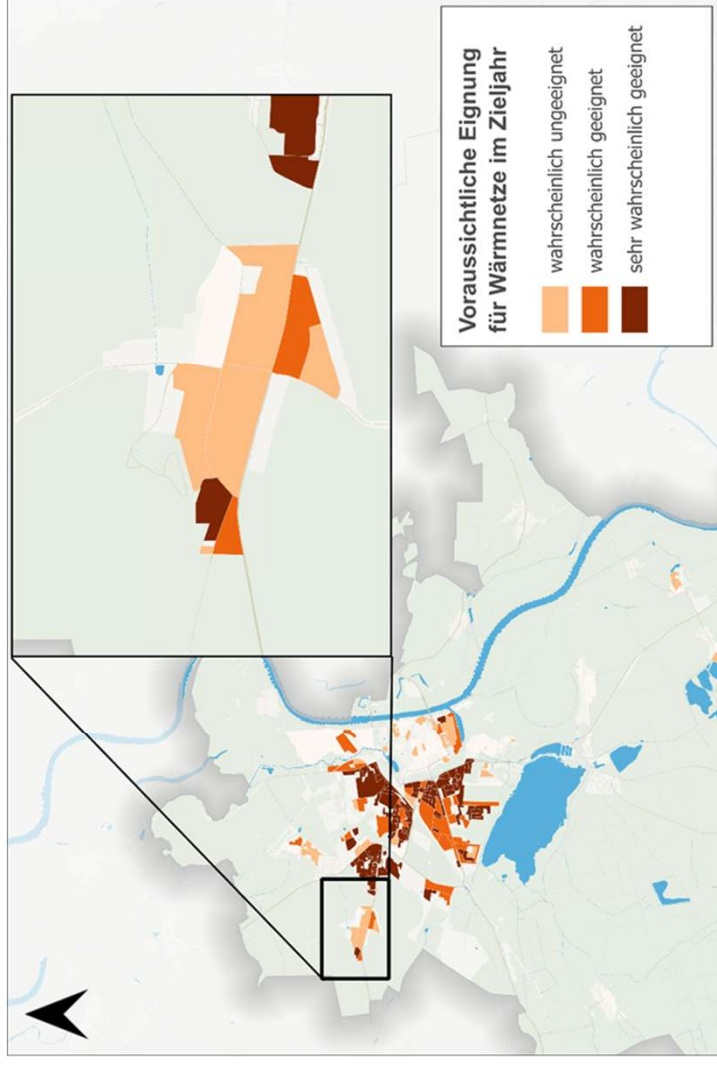 Voraussichtliche Eignung
für Wärmnetze im Zieljahr
wahrscheinlich ungeeignet
wahrscheinlich geeignet
sehr wahrscheinlich geeignet